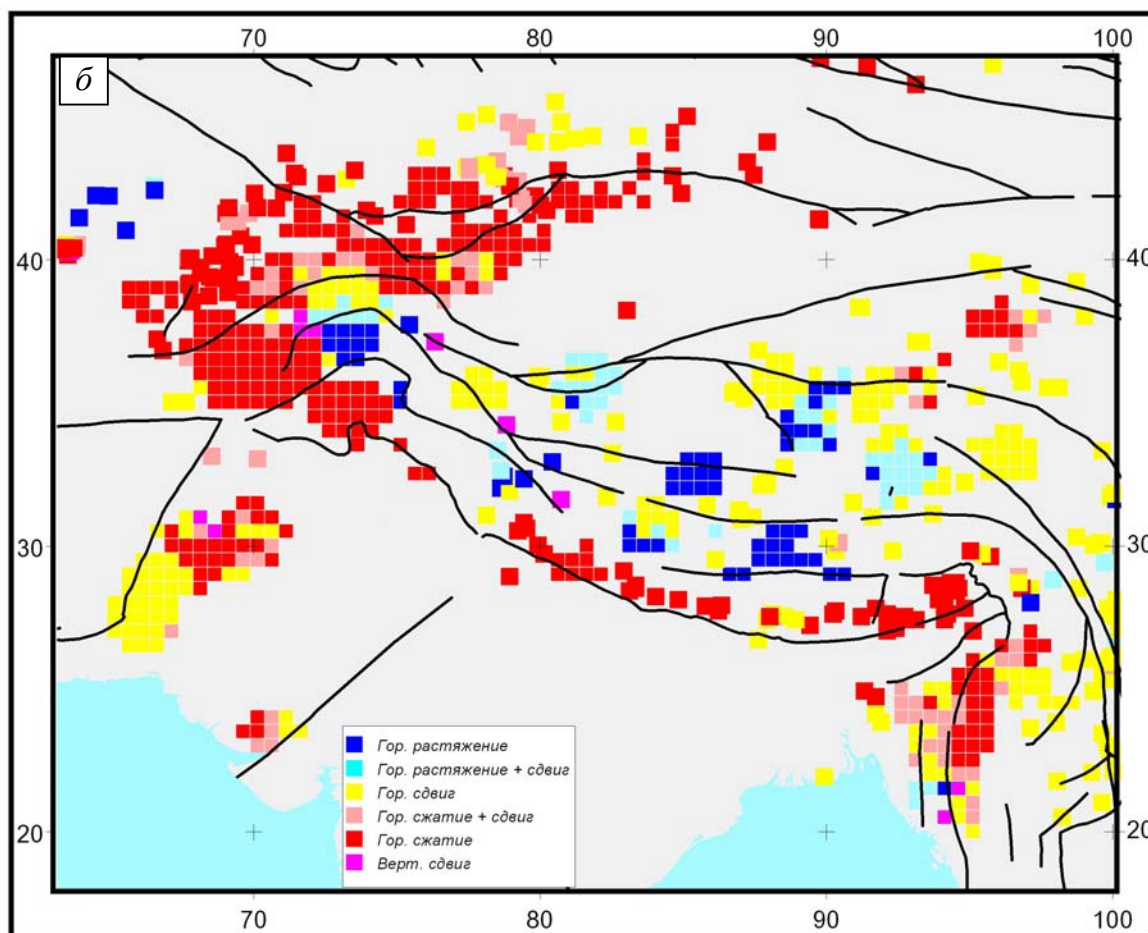 70 80 90 100
б
40 40
30 30
Гор. растяжение
Гор. растяжение + сдвиг
Гор. сдвиг
Гор. сжатие + сдвиг
Гор. сжатие
Верт. сдвиг
20 20
70 80 90 100